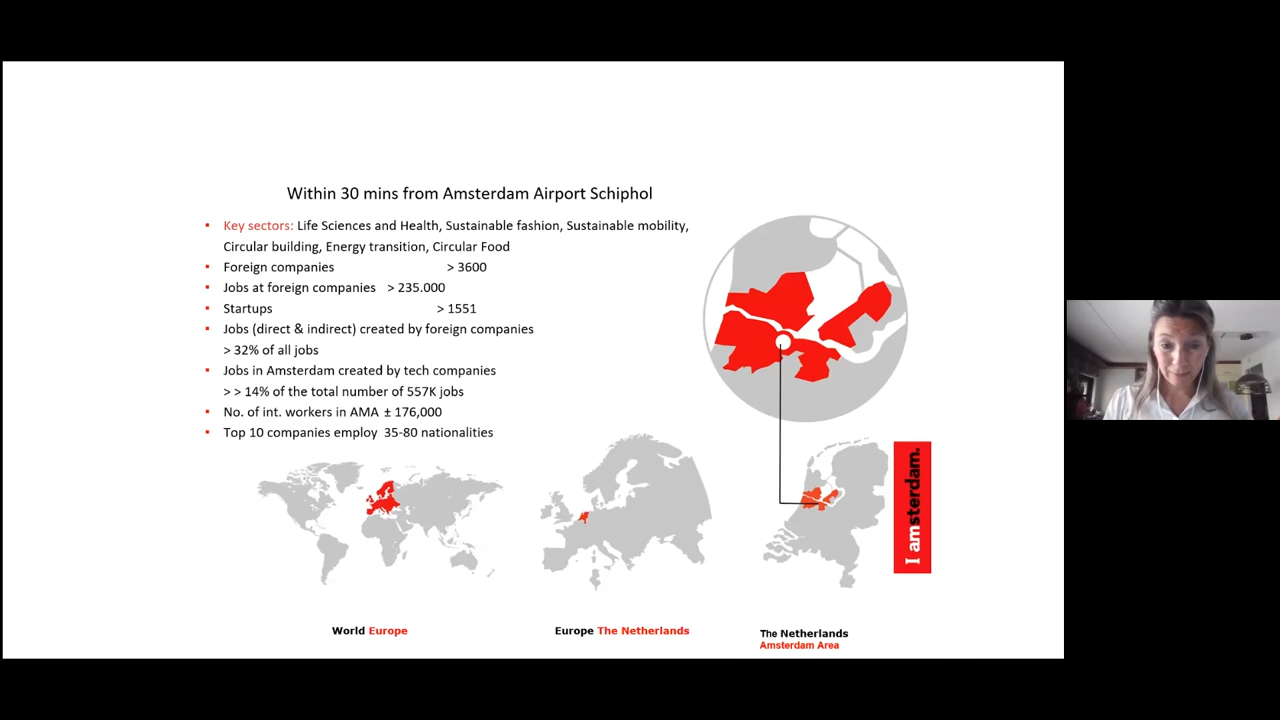 Within 30 mins from Amsterdam Airport Schiphol
▪ Key sectors: Life Sciences and Health, Sustainable fashion, Sustainable mobility,
Circular building, Energy transition, Circular Food
▪ Foreign companies > 3600
▪ Jobs at foreign companies > 235.000
▪ Startups > 1551
▪ Jobs (direct & indirect) created by foreign companies
> 32% of all jobs
▪ Jobs in Amsterdam created by tech companies
> > 14% of the total number of 557K jobs
▪ No. of int. workers in AMA ± 176,000
▪ Top 10 companies employ 35-80 nationalities
I amsterdam.
World Europe
Europe The Netherlands
The Netherlands
Amsterdam Area